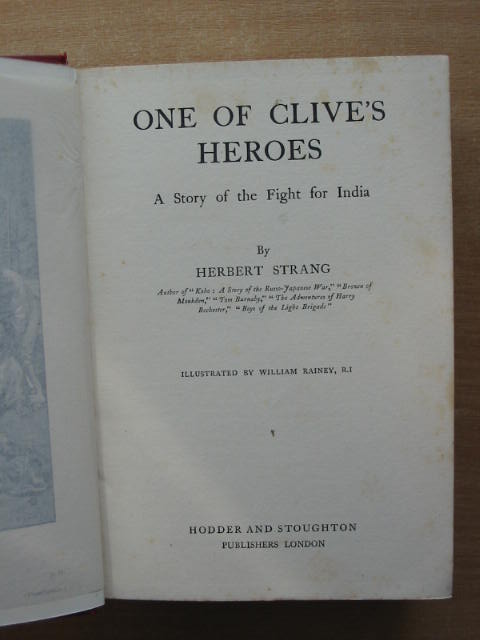 ONE OF CLIVE'S
HEROES
A Story of the Fight for India
By
HERBERT STRANG
Author of "Kobo: A Story of the Russo-Japanese War," "Brown of
Moukden," "Tom Burnaby," "The Adventures of Harry
Rochester," "Boys of the Light Brigade"
ILLUSTRATED BY WILLIAM RAINEY, R.I
HODDER AND STOUGHTON
PUBLISHERS LONDON